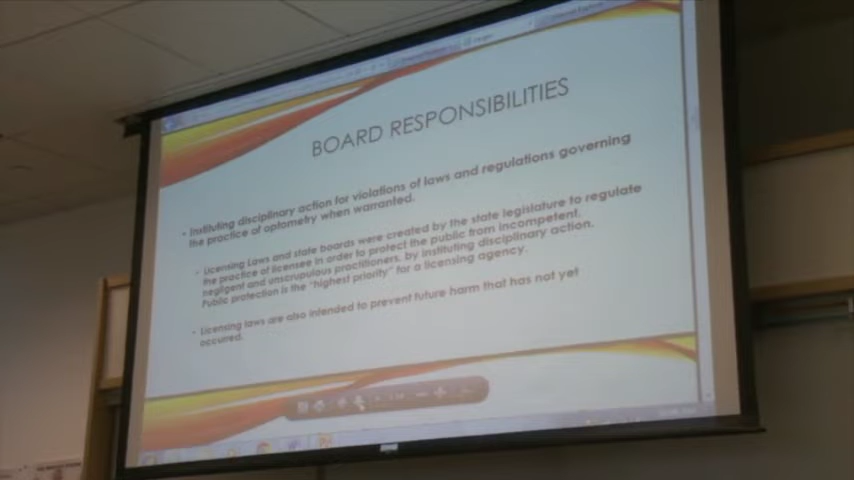 BOARD RESPONSIBILITIES
• Instituting disciplinary action for violations of laws and regulations governing
the practice of optometry when warranted.
• Licensing Laws and state boards were created by the state legislature to regulate
the practice of licensee in order to protect the public from incompetent,
negligent and unscrupulous practitioners, by instituting disciplinary action.
Public protection is the "highest priority" for a licensing agency.
• Licensing laws are also intended to prevent future harm that has not yet
occurred.